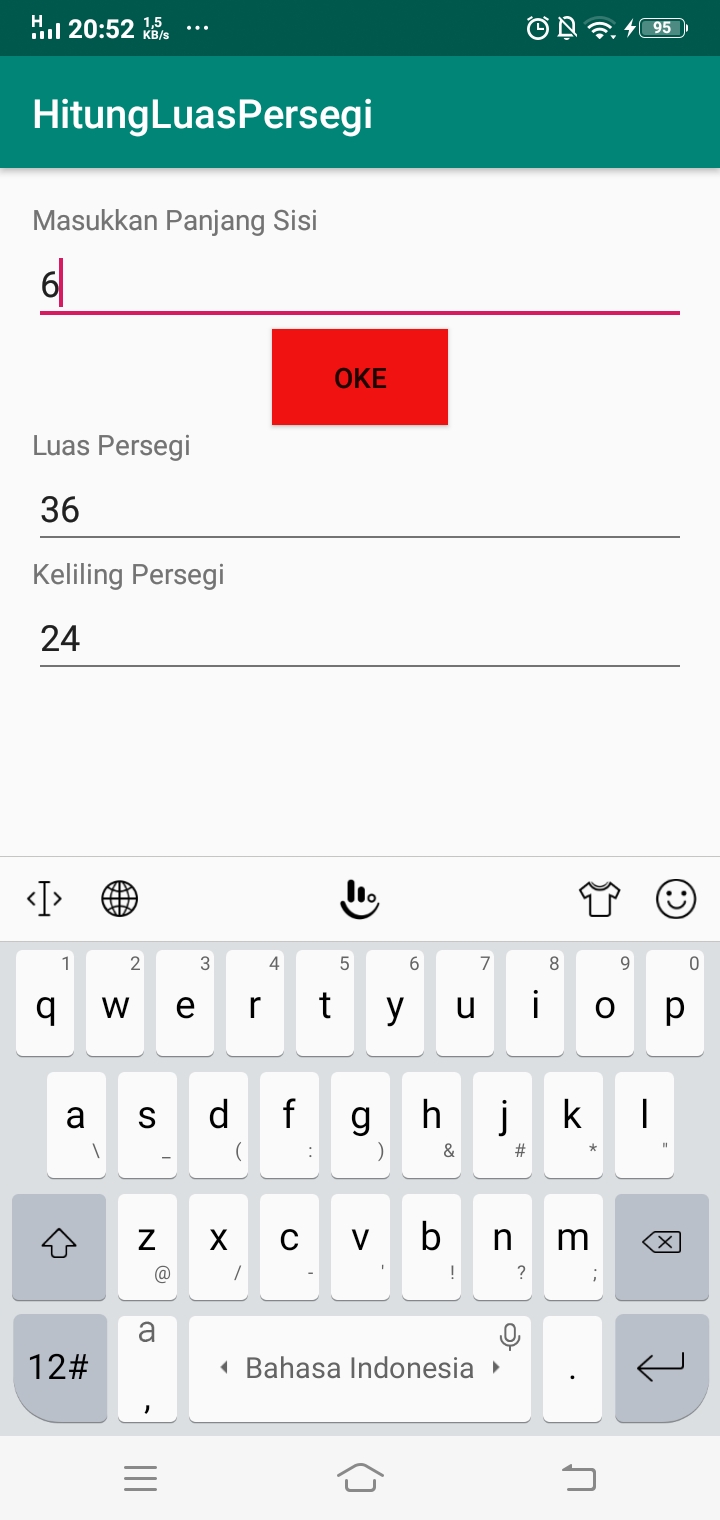 H 20:52 1,5 KB/s ... 95
HitungLuasPersegi
Masukkan Panjang Sisi
6
OKE
Luas Persegi
36
Keliling Persegi
24
1 2 3 4 5 6 7 8 9 0
q w e r t y u i o p
a s d f g h j k l
\ _ ( : ) & # * "
z x c v b n m
@ / - ' ! ? ;
12# a , Bahasa Indonesia .